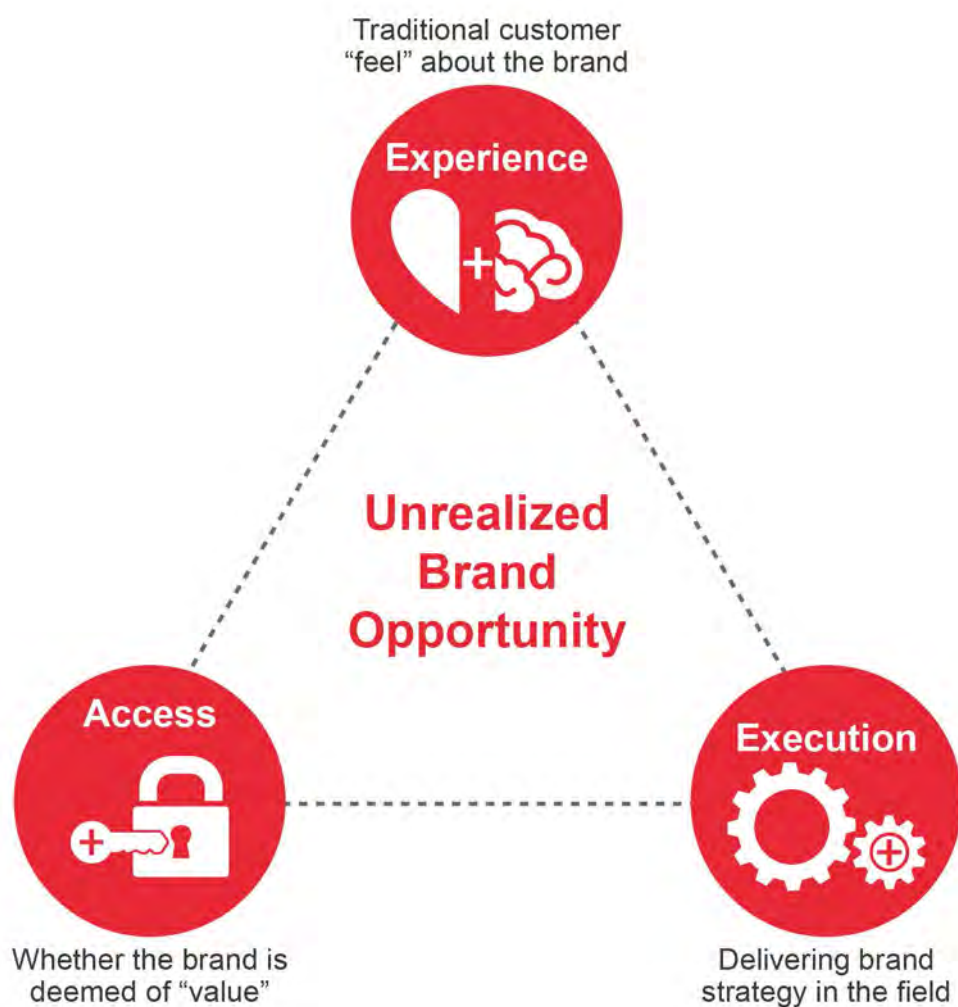 Traditional customer
“feel” about the brand
Experience
Unrealized
Brand
Opportunity
Access
Execution
Whether the brand is
deemed of “value”
Delivering brand
strategy in the field